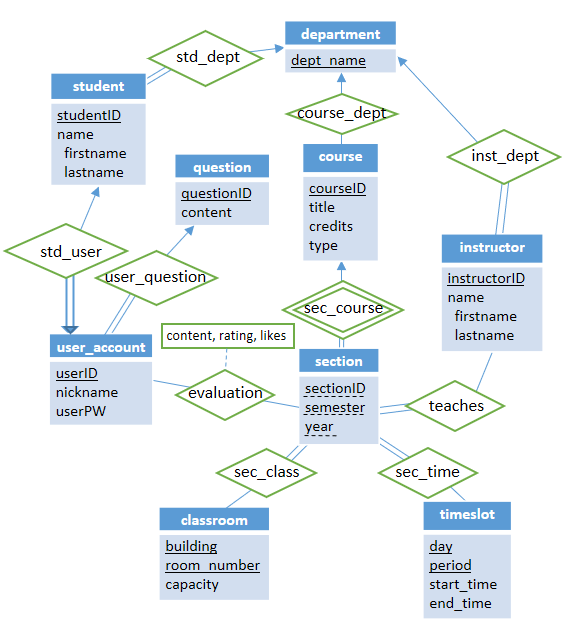 department
dept_name
std_dept
student
studentID
name
firstname
lastname
course_dept
inst_dept
question
questionID
content
course
courseID
title
credits
type
std_user
user_question
instructor
instructorID
name
firstname
lastname
sec_course
content, rating, likes
user_account
userID
nickname
userPW
evaluation
section
sectionID
semester
year
teaches
sec_class
sec_time
classroom
building
room_number
capacity
timeslot
day
period
start_time
end_time